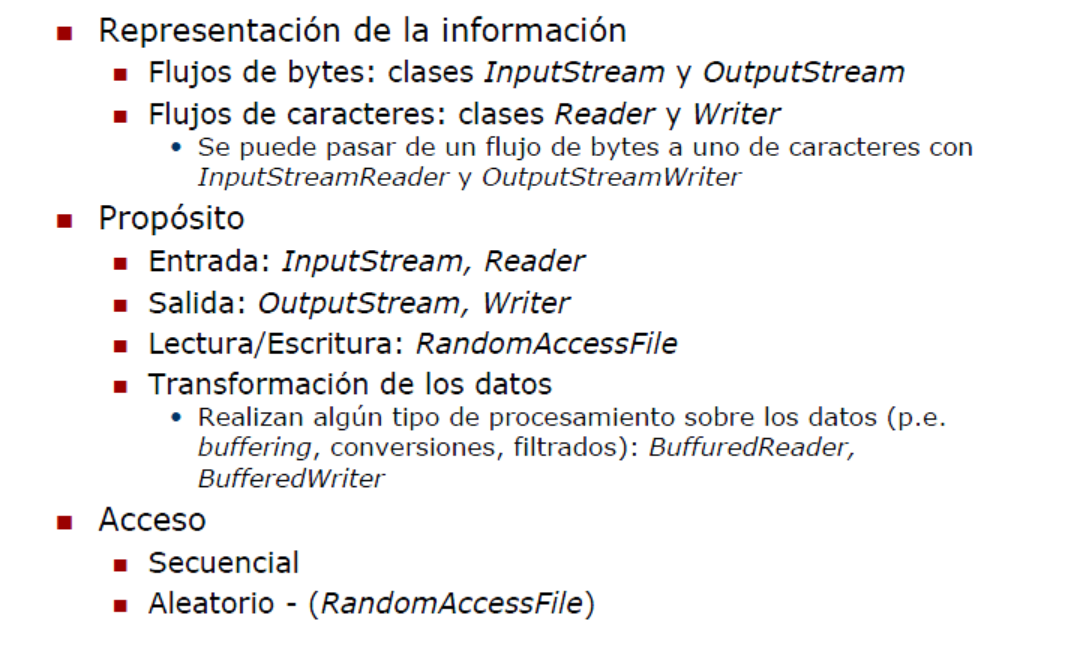 Representación de la información
Flujos de bytes: clases InputStream y OutputStream
Flujos de caracteres: clases Reader y Writer
Se puede pasar de un flujo de bytes a uno de caracteres con
InputStreamReader y OutputStreamWriter
Propósito
Entrada: InputStream, Reader
Salida: OutputStream, Writer
Lectura/Escritura: RandomAccessFile
Transformación de los datos
Realizan algún tipo de procesamiento sobre los datos (p.e.
buffering, conversiones, filtrados): BuffuredReader,
BufferedWriter
Acceso
Secuencial
Aleatorio - (RandomAccessFile)